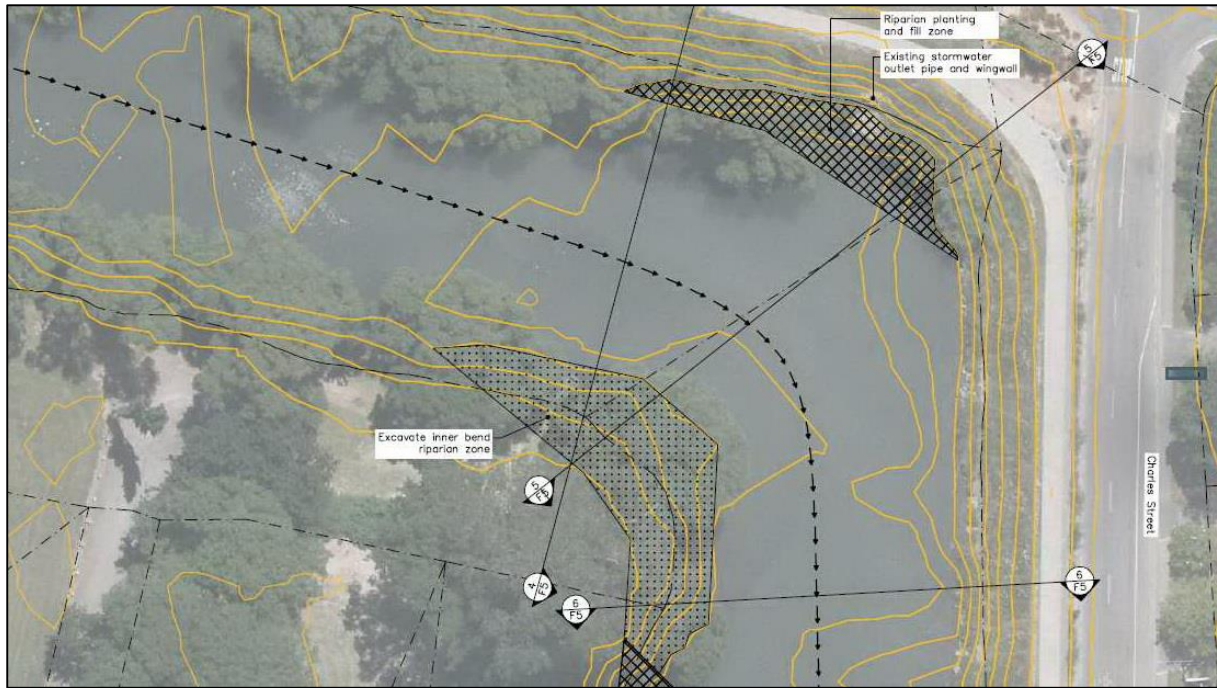 Riparian planting
and fill zone
Existing stormwater
outlet pipe and wingwall
5
F5
Excavate inner bend
riparian zone
5
F5
4
F5
6
F5
6
F5
Charles Street